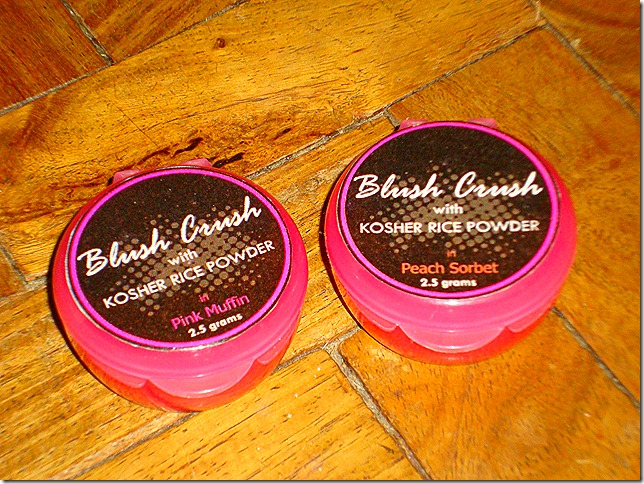 Blush Crush
with
KOSHER RICE POWDER
in
Pink Muffin
2.5 grams
Blush Crush
with
KOSHER RICE POWDER
in
Peach Sorbet
2.5 grams